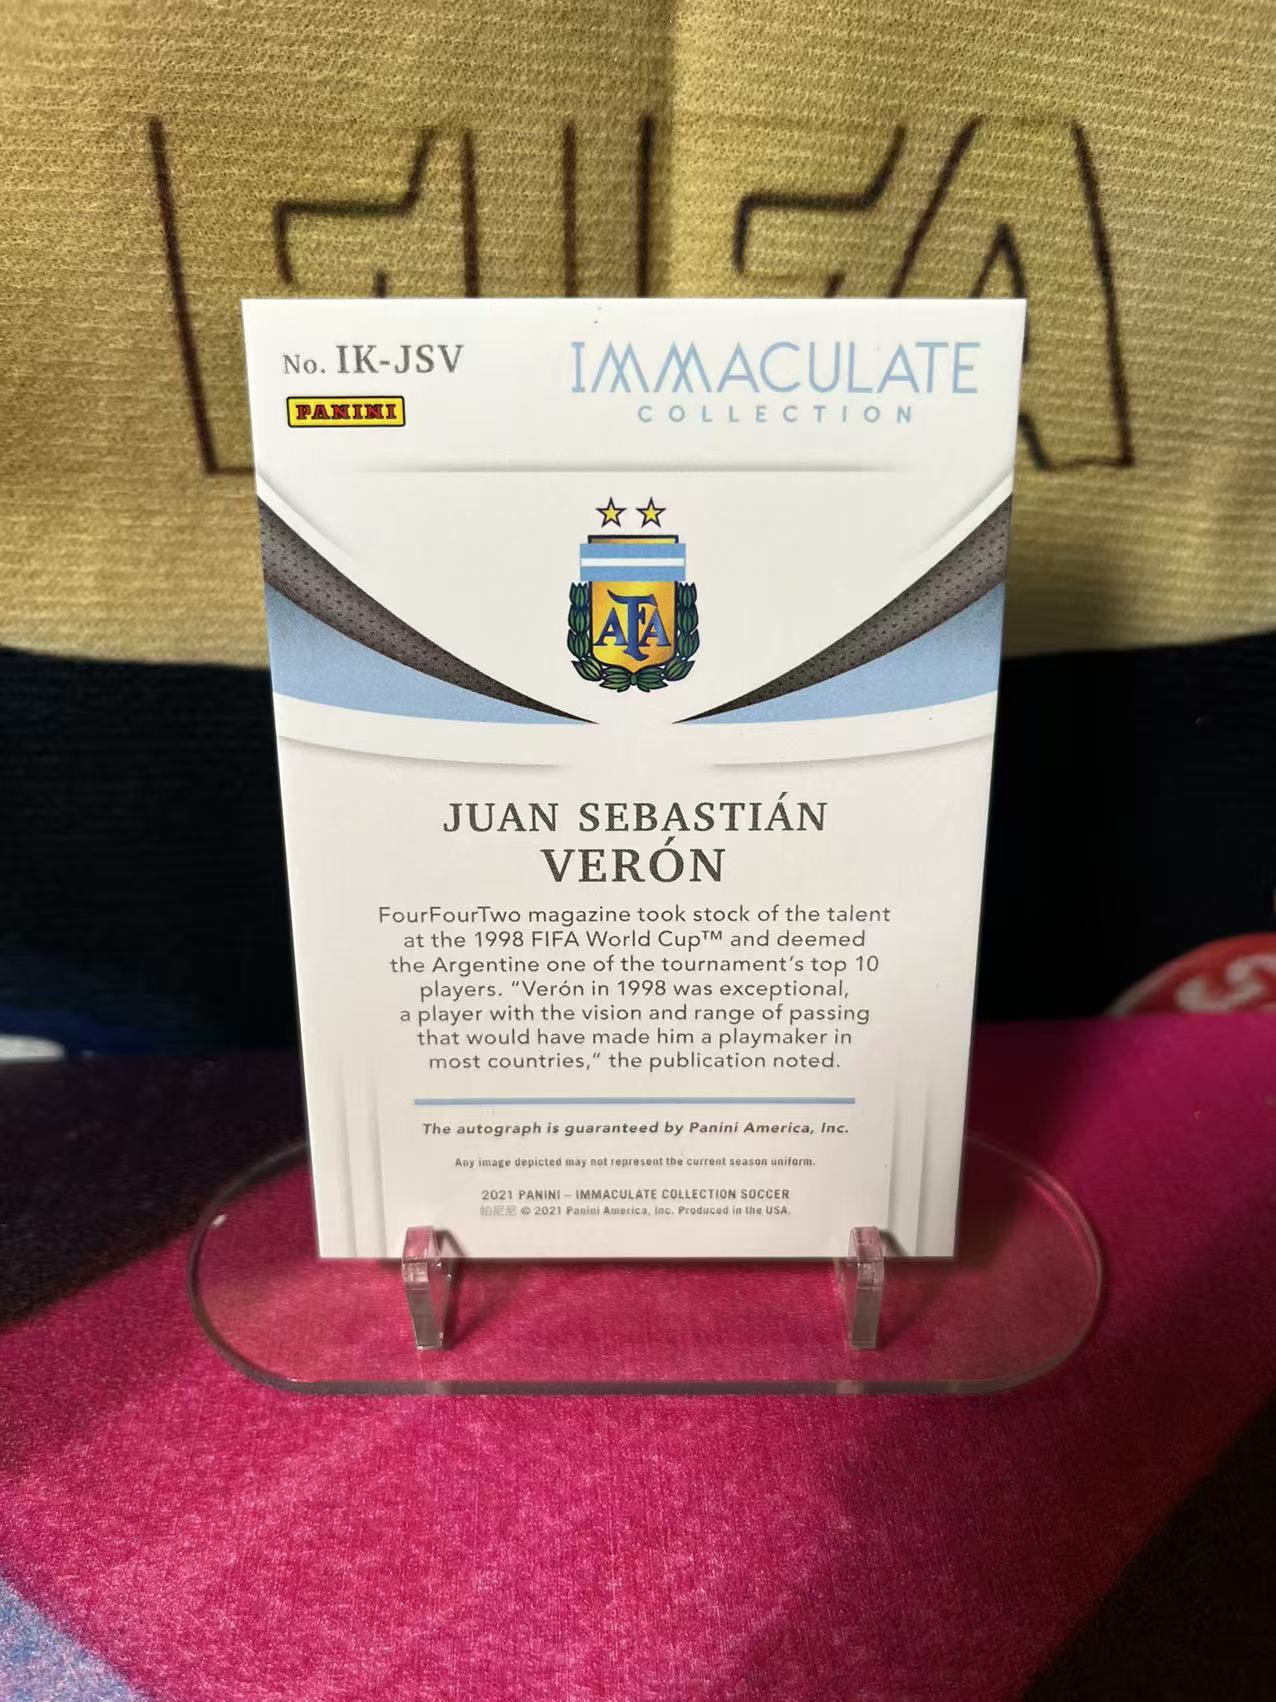 FIFA
No. IK-JSV
IMMACULATE
COLLECTION
PANINI
AFA
JUAN SEBASTIÁN
VERÓN
FourFourTwo magazine took stock of the talent
at the 1998 FIFA World Cup™ and deemed
the Argentine one of the tournament's top 10
players. “Verón in 1998 was exceptional,
a player with the vision and range of passing
that would have made him a playmaker in
most countries,“ the publication noted.
The autograph is guaranteed by Panini America, Inc.
Any image depicted may not represent the current season uniform.
2021 PANINI – IMMACULATE COLLECTION SOCCER
帕尼尼 © 2021 Panini America, Inc. Produced in the USA.